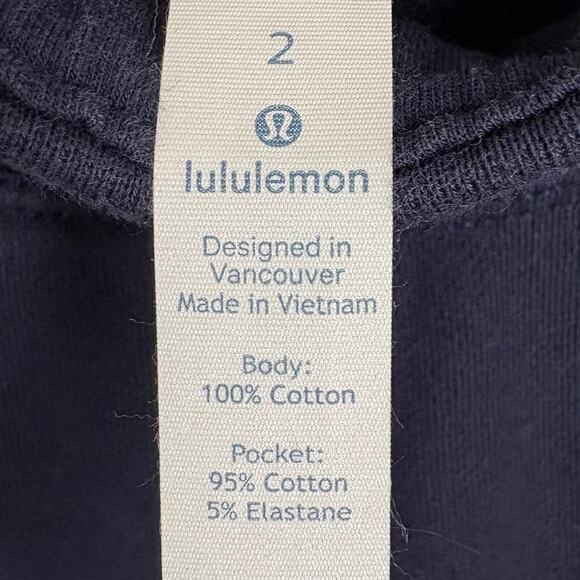 2
lululemon
Designed in
Vancouver
Made in Vietnam
Body:
100% Cotton
Pocket:
95% Cotton
5% Elastane